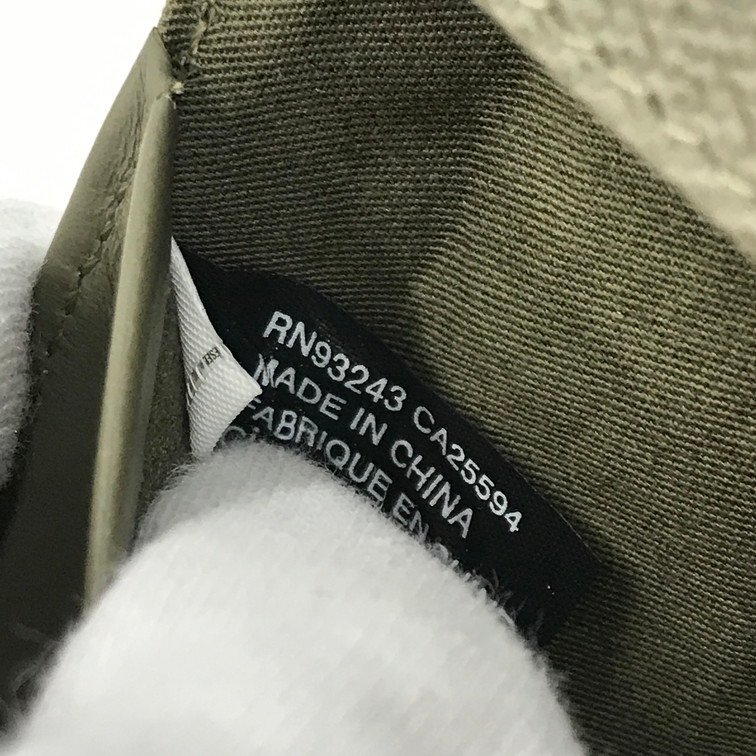 RN93243 CA25594
MADE IN CHINA
FABRIQUE EN